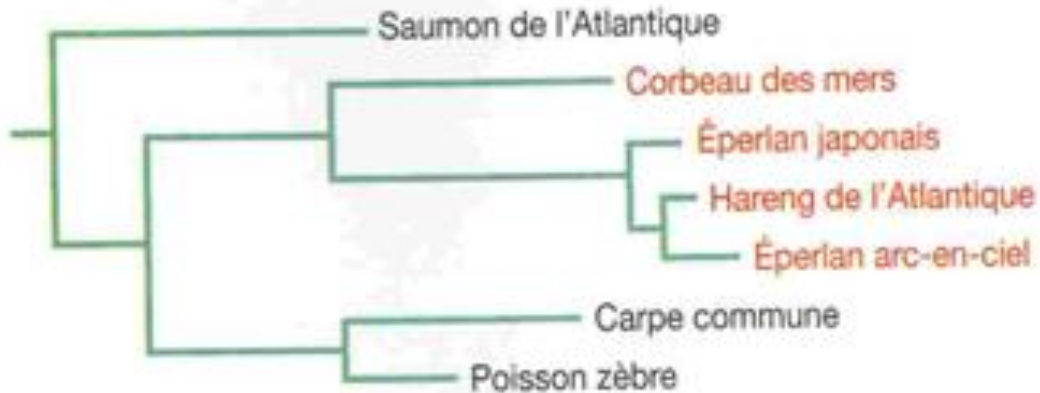 Saumon de l'Atlantique
Corbeau des mers
Éperlan japonais
Hareng de l'Atlantique
Éperlan arc-en-ciel
Carpe commune
Poisson zèbre